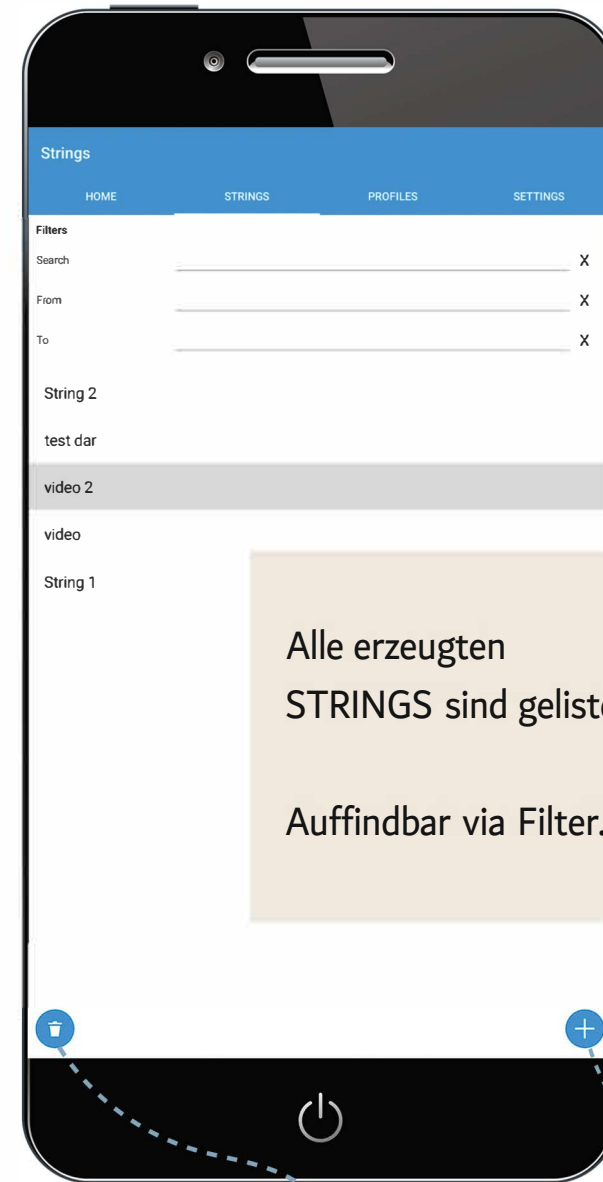 Strings
HOME STRINGS PROFILES SETTINGS
Filters
Search X
From X
To X
String 2
test dar
video 2
video
String 1
Alle erzeugten
STRINGS sind
Auffindbar via Filter.